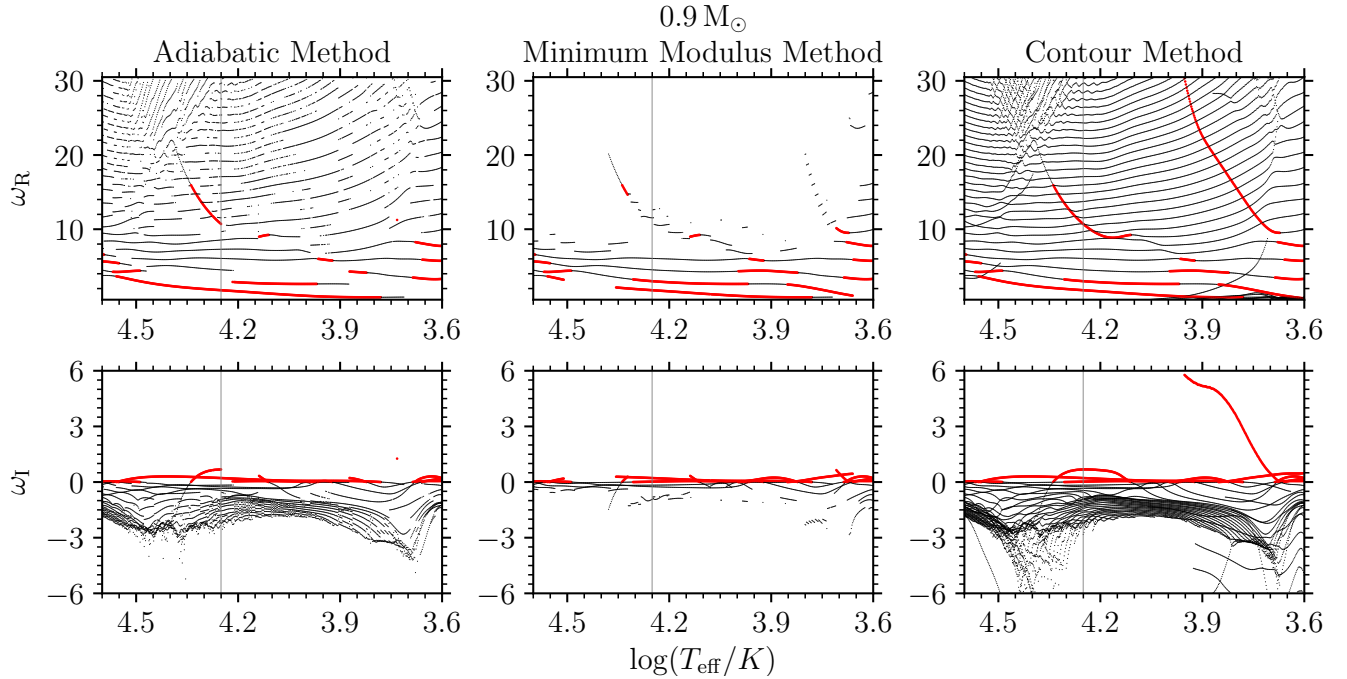 0.9 M⊙
Adiabatic Method
Minimum Modulus Method
Contour Method
ω_R
30
20
10
4.5 4.2 3.9 3.6
30
20
10
4.5 4.2 3.9 3.6
30
20
10
4.5 4.2 3.9 3.6
ω_I
6
3
0
−3
−6
4.5 4.2 3.9 3.6
6
3
0
−3
−6
4.5 4.2 3.9 3.6
6
3
0
−3
−6
4.5 4.2 3.9 3.6
log(T_eff/K)